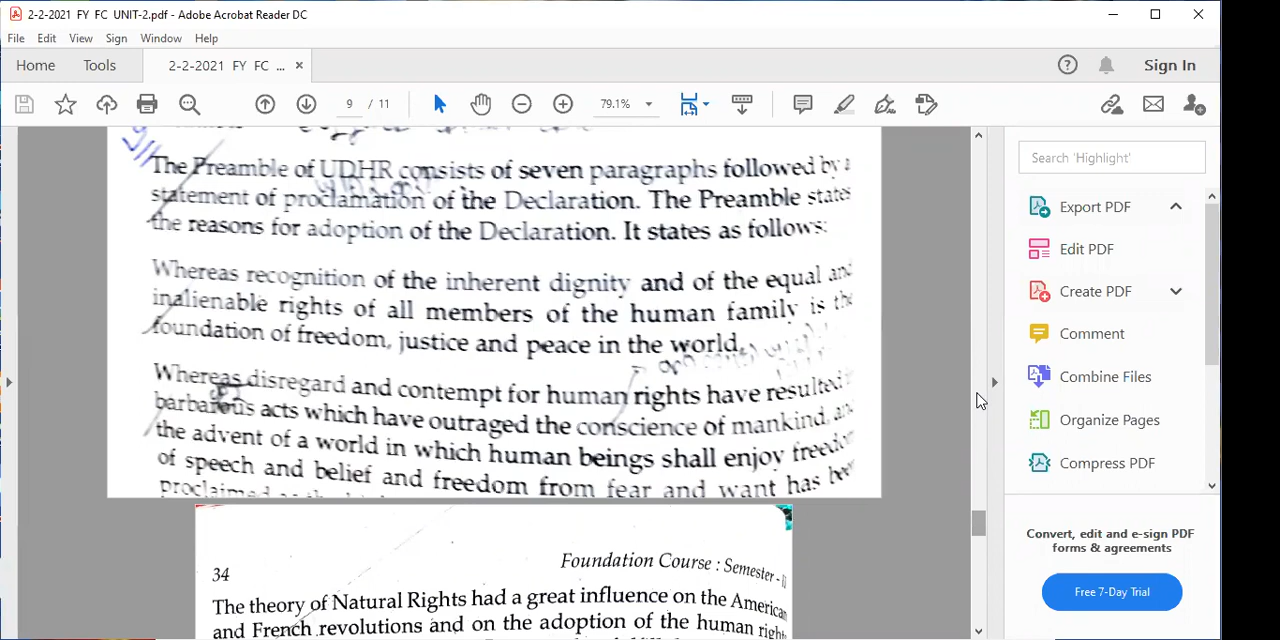 2-2-2021 FY FC UNIT-2.pdf - Adobe Acrobat Reader DC
File Edit View Sign Window Help
Home Tools 2-2-2021 FY FC ... × Sign In
9 / 11 79.1%
The Preamble of UDHR consists of seven paragraphs followed by a
statement of proclamation of the Declaration. The Preamble states
the reasons for adoption of the Declaration. It states as follows:
Whereas recognition of the inherent dignity and of the equal and
inalienable rights of all members of the human family is the
foundation of freedom, justice and peace in the world.
Whereas disregard and contempt for human rights have resulted
barbarous acts which have outraged the conscience of mankind,
the advent of a world in which human beings shall enjoy freedom
of speech and belief and freedom from fear and want has
proclaimed
34
Foundation Course : Semester -
The theory of Natural Rights had a great influence on the American
and French revolutions and on the adoption of the human
Search 'Highlight'
Export PDF
Edit PDF
Create PDF
Comment
Combine Files
Organize Pages
Compress PDF
Convert, edit and e-sign PDF
forms & agreements
Free 7-Day Trial